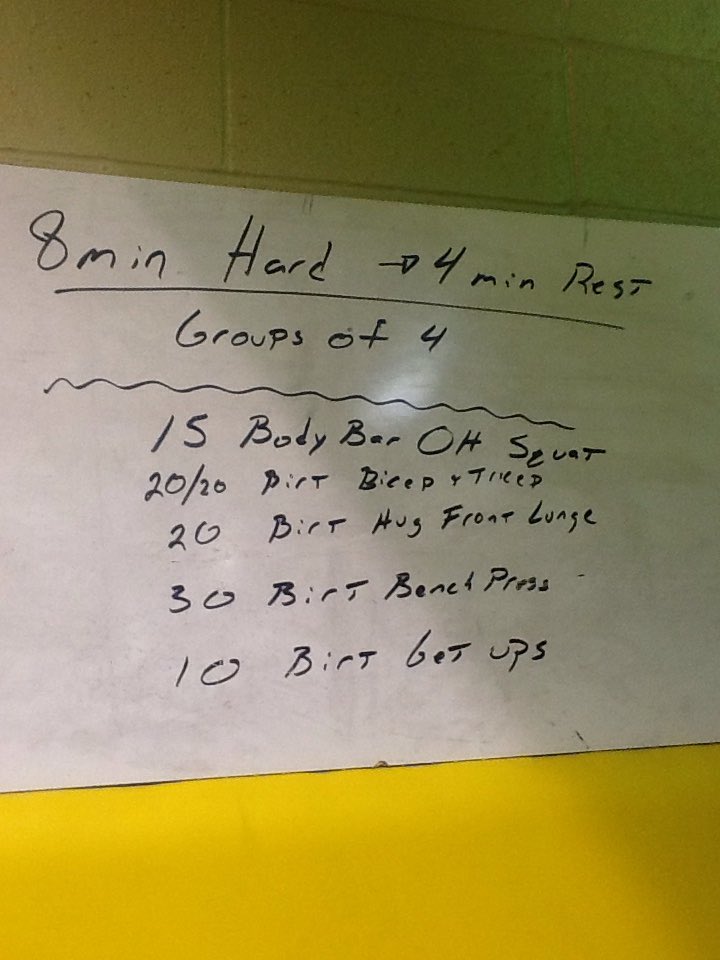 8min Hard → 4 min Rest
Groups of 4
15 Body Bar OH Squat
20/20 Birt Bicep + Tricep
20 Birt Hug Front Lunge
30 Birt Bench Press
10 Birt Get ups